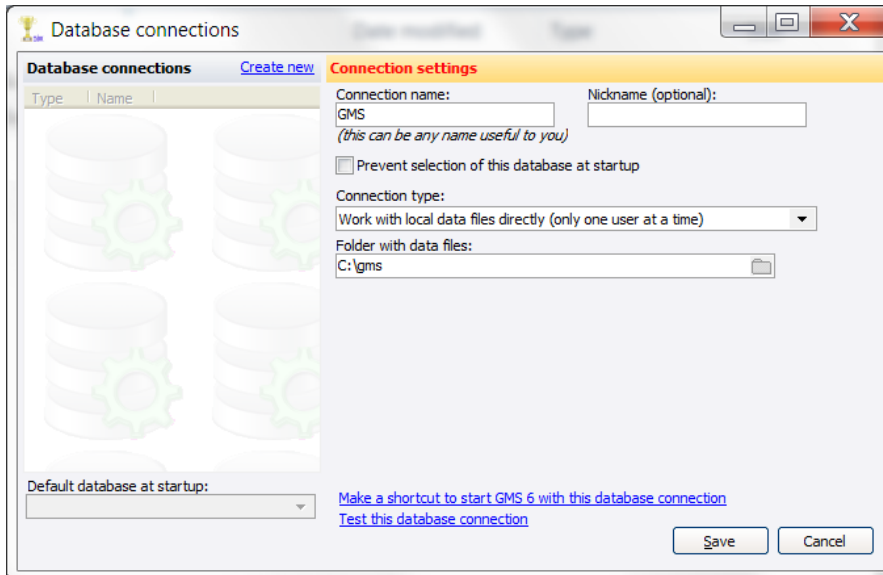 Database connections
Date modified Type
Database connections Create new
Type Name
Connection settings
Connection name: Nickname (optional):
GMS
(this can be any name useful to you)
Prevent selection of this database at startup
Connection type:
Work with local data files directly (only one user at a time)
Folder with data files:
C:\gms
Default database at startup:
Make a shortcut to start GMS 6 with this database connection
Test this database connection
Save Cancel